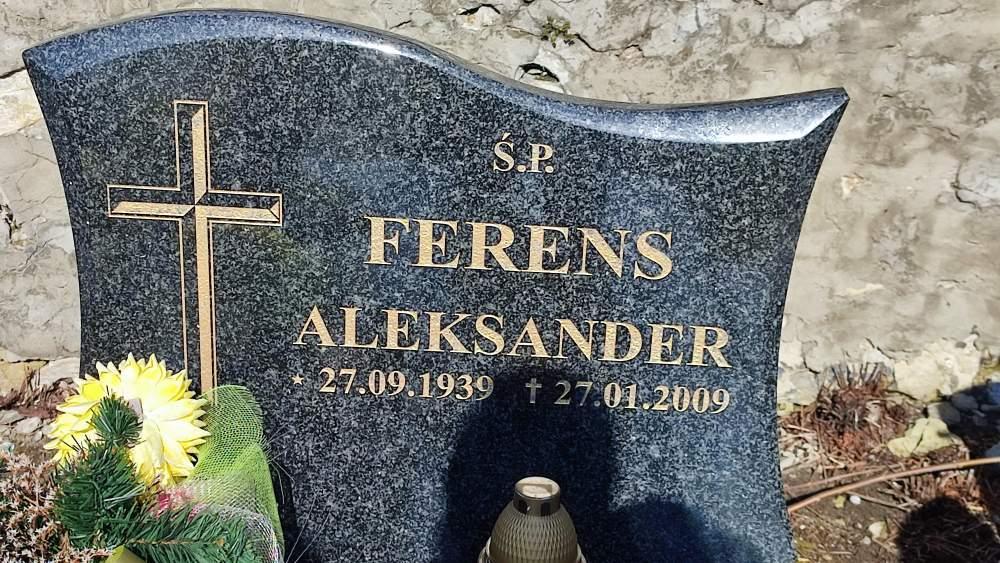 Ś.P.
FERENS
ALEKSANDER
* 27.09.1939 † 27.01.2009